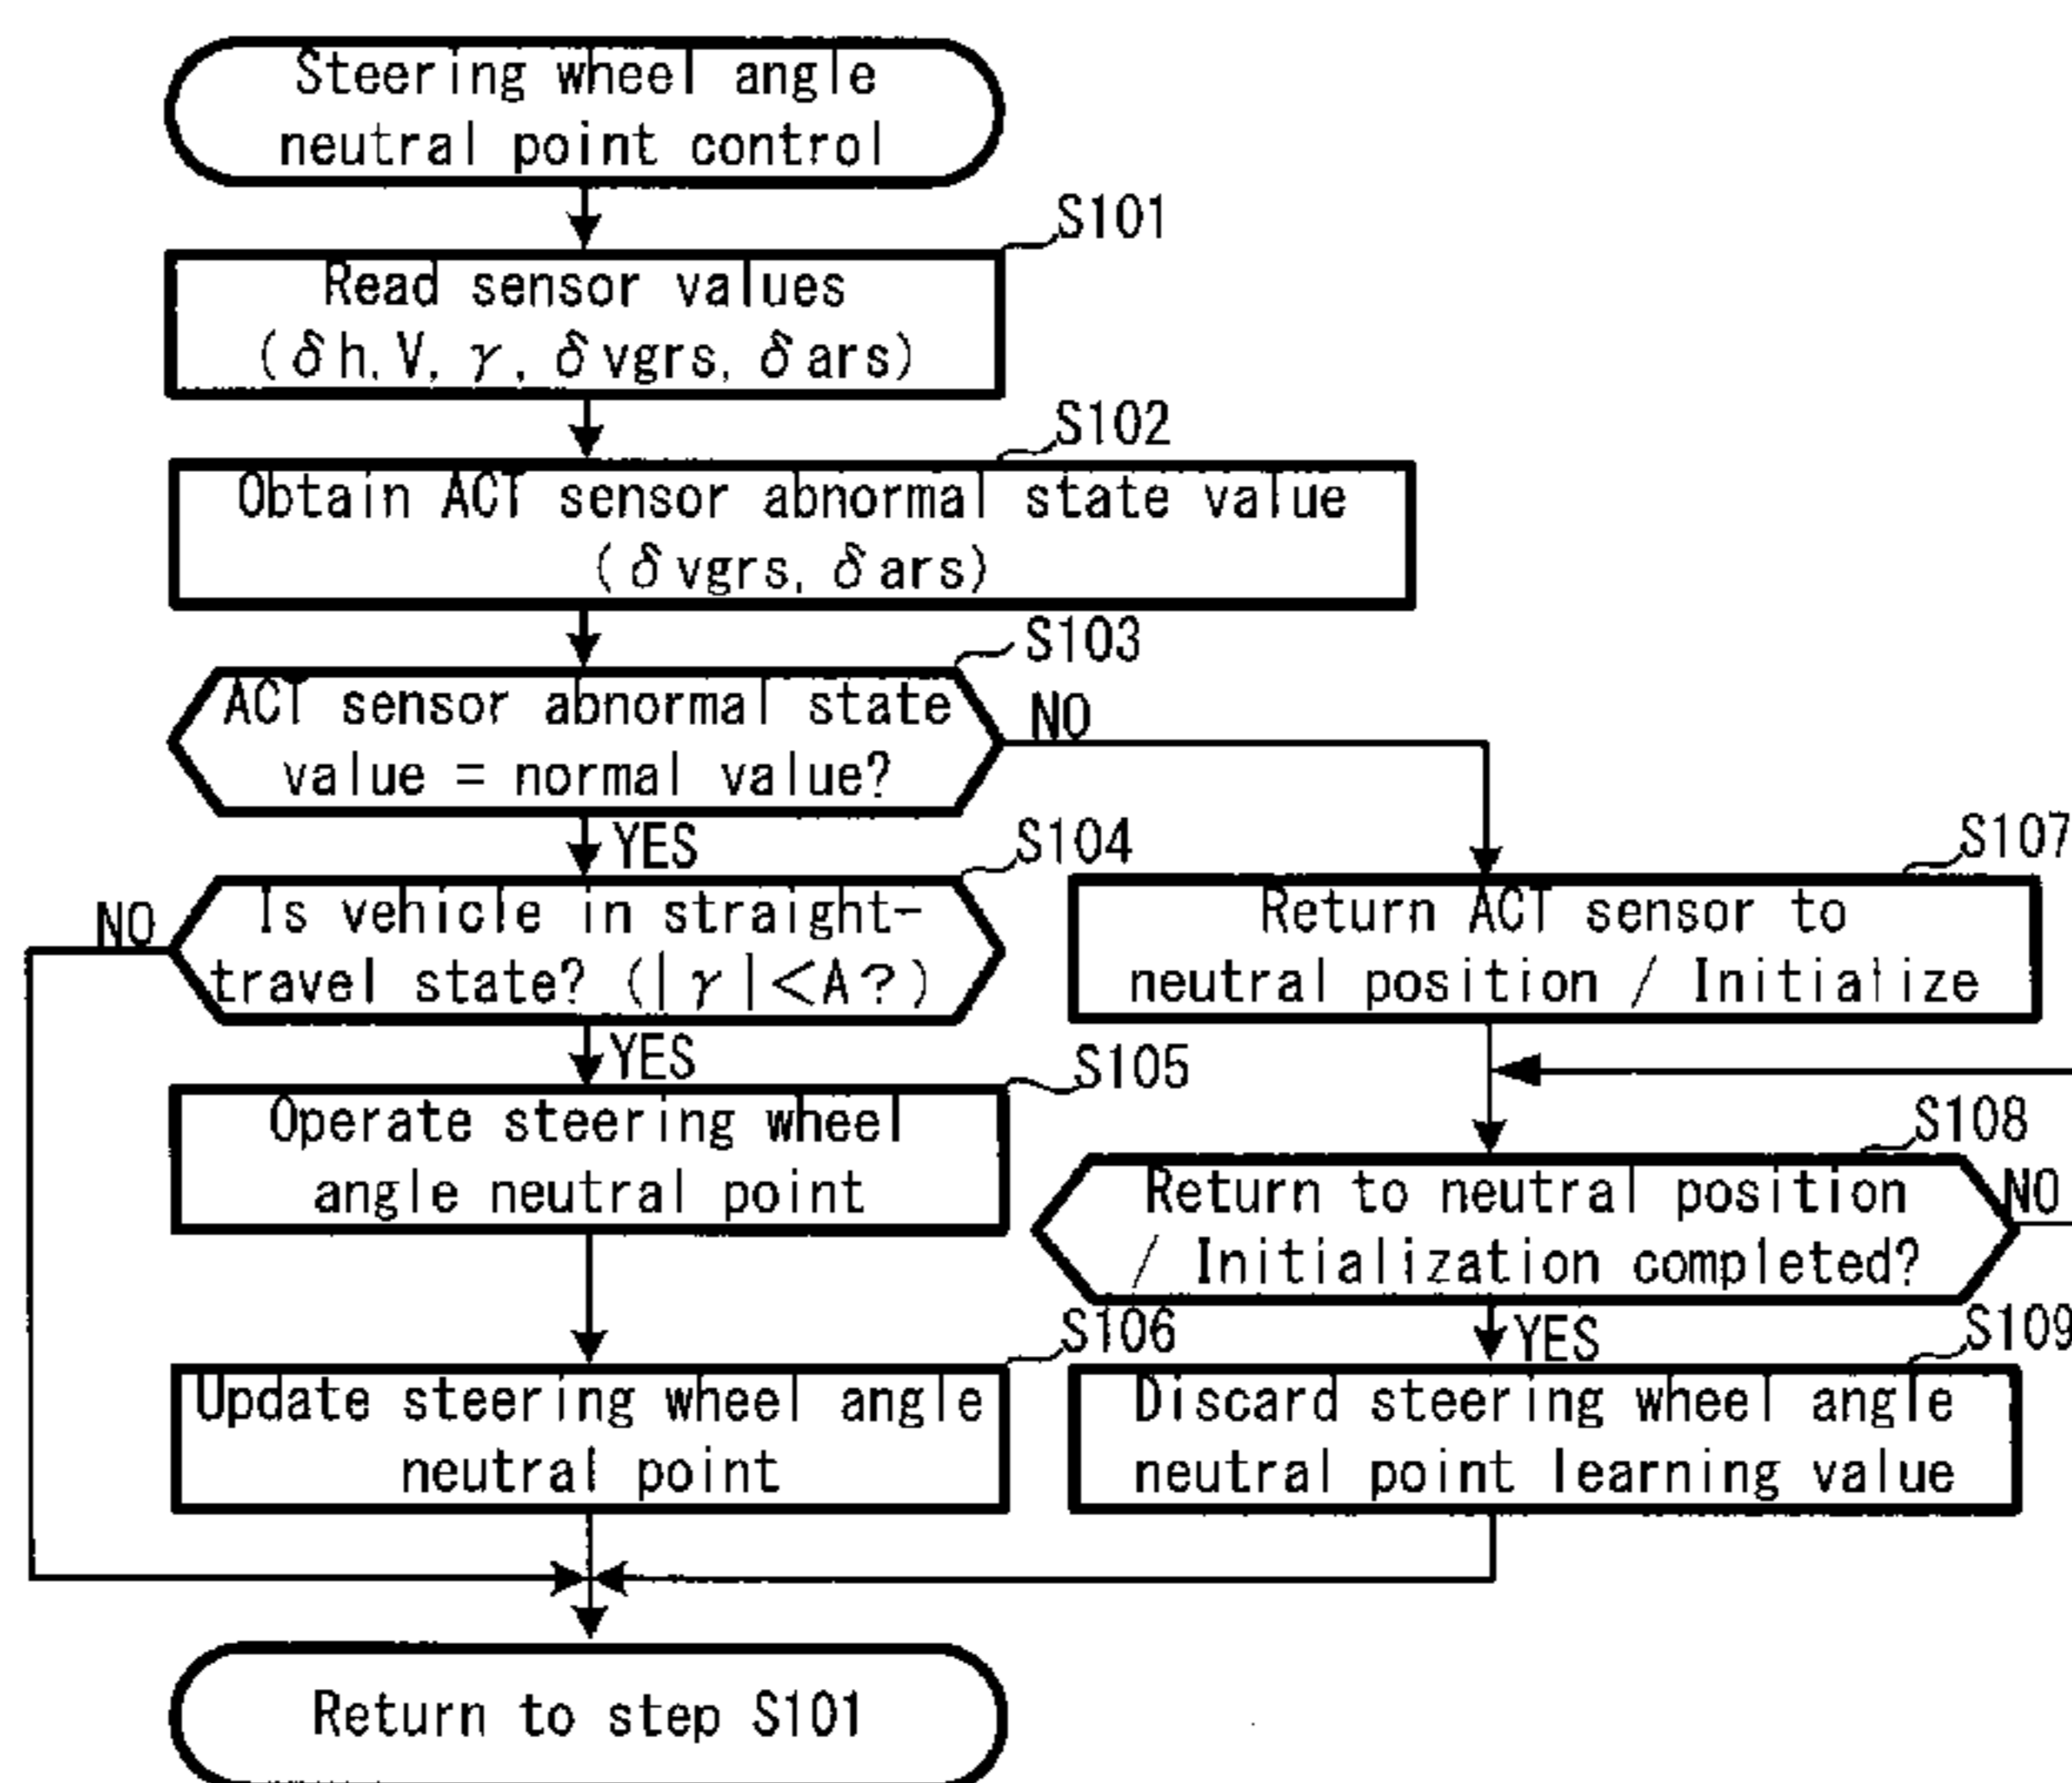 Steering wheel angle
neutral point control
S101
Read sensor values
(δh, V, γ, δvgrs, δars)
S102
Obtain ACT sensor abnormal state value
(δvgrs, δars)
S103
ACT sensor abnormal state
value = normal value?
NO
YES
S104
Is vehicle in straight-
travel state? (|γ|<A?)
NO
YES
S107
Return ACT sensor to
neutral position / Initialize
S105
Operate steering wheel
angle neutral point
S108
Return to neutral position
/ Initialization completed?
NO
YES
S106
Update steering wheel angle
neutral point
S109
Discard steering wheel angle
neutral point learning value
Return to step S101